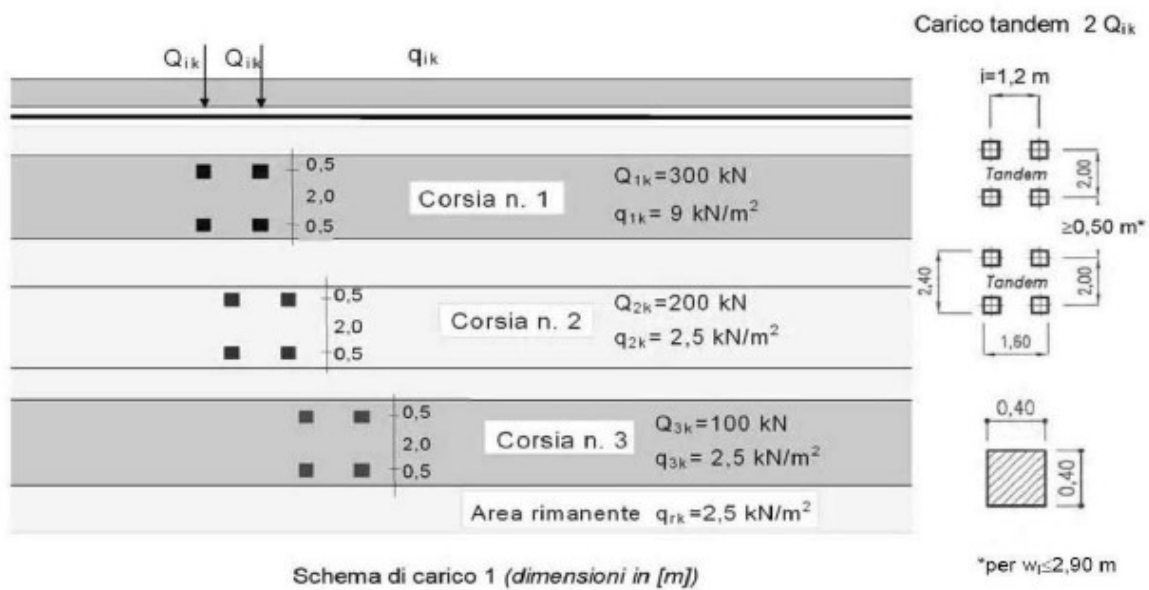 Carico tandem 2 Qik
Qik Qik qik
i=1,2 m
0,5
2,0
0,5
Corsia n. 1
Q1k=300 kN
q1k= 9 kN/m²
Tandem
2,00
≥0,50 m*
0,5
2,0
0,5
Corsia n. 2
Q2k=200 kN
q2k= 2,5 kN/m²
2,40
Tandem
2,00
1,60
0,5
2,0
0,5
Corsia n. 3
Q3k=100 kN
q3k= 2,5 kN/m²
0,40
0,40
Area rimanente qrk=2,5 kN/m²
Schema di carico 1 (dimensioni in [m])
*per wl≤2,90 m